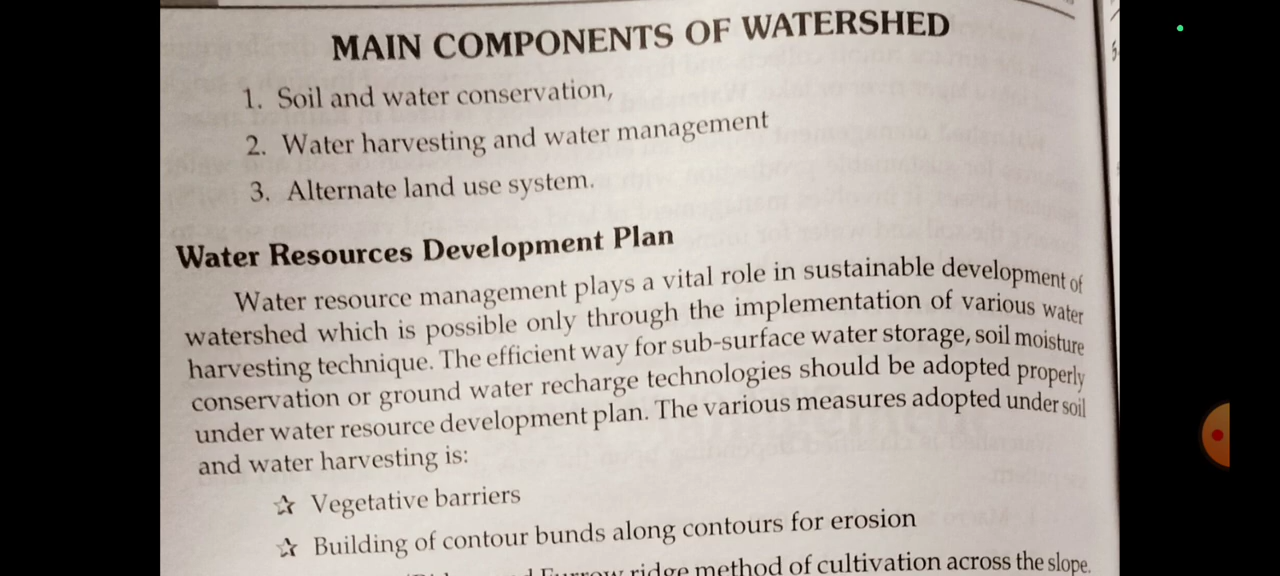 MAIN COMPONENTS OF WATERSHED
1. Soil and water conservation,
2. Water harvesting and water management
3. Alternate land use system.
Water Resources Development Plan
Water resource management plays a vital role in sustainable development of
watershed which is possible only through the implementation of various water
harvesting technique. The efficient way for sub-surface water storage, soil moisture
conservation or ground water recharge technologies should be adopted properly
under water resource development plan. The various measures adopted under soil
and water harvesting is:
☆ Vegetative barriers
☆ Building of contour bunds along contours for erosion
Furrow ridge method of cultivation across the slope.